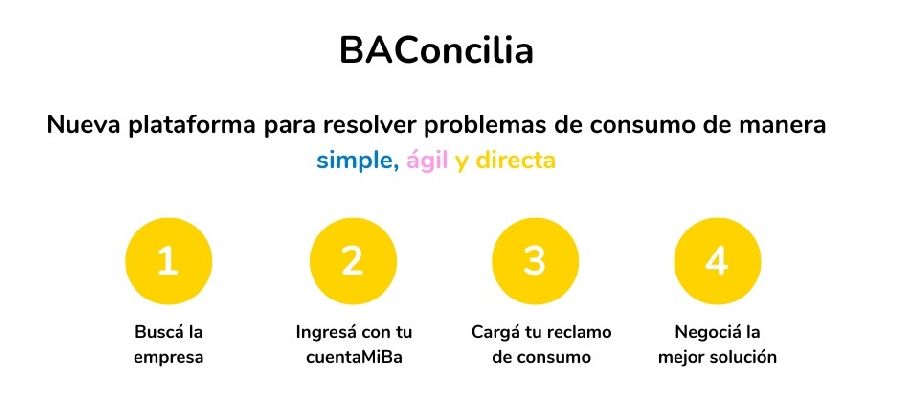 BAConcilia
Nueva plataforma para resolver problemas de consumo de manera
simple, ágil y directa
1
2
3
4
Buscá la
empresa
Ingresá con tu
cuentaMiBa
Cargá tu reclamo
de consumo
Negociá la
mejor solución